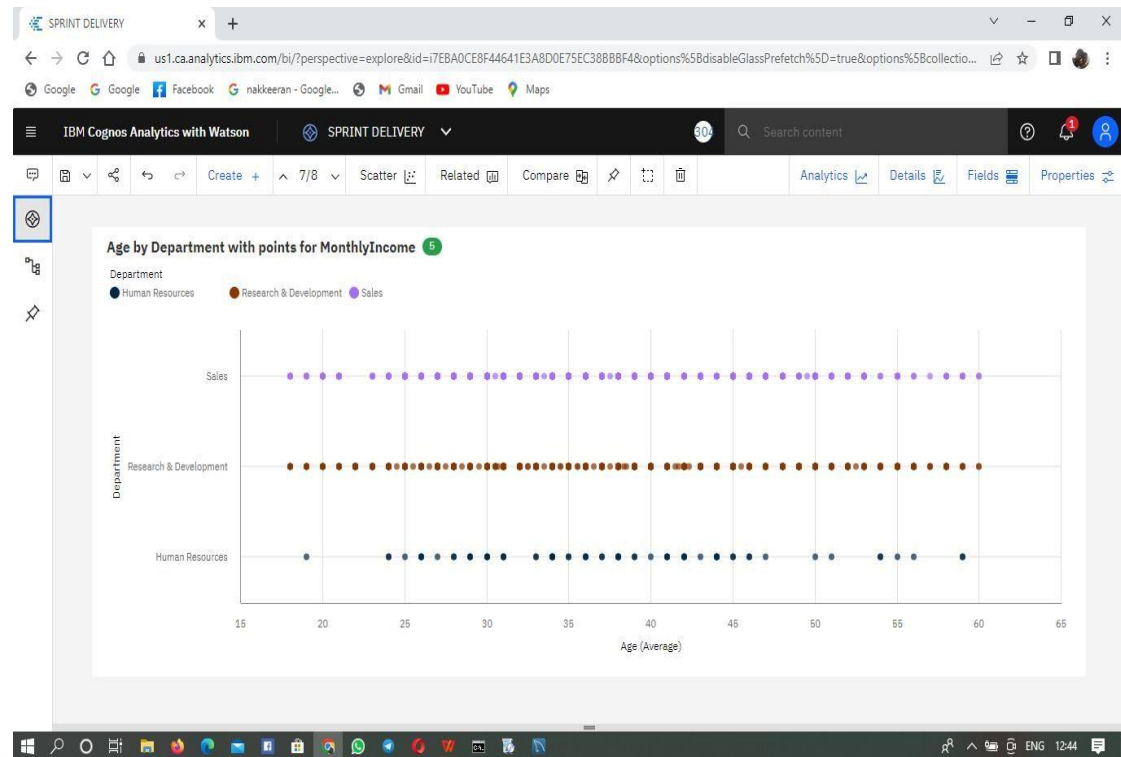 SPRINT DELIVERY
us1.ca.analytics.ibm.com/bi/?perspective=explore&id=i7EBA0CE8F44641E3A8D0E75EC38BBBF4&options%5BdisableGlassPrefetch%5D=true&options%5Bcollectio...
Google Google Facebook nakkeeran - Google... Gmail YouTube Maps
IBM Cognos Analytics with Watson SPRINT DELIVERY 304 Search content 1
Create + 7/8 Scatter Related Compare Analytics Details Fields Properties
Age by Department with points for MonthlyIncome 5
Department
Human Resources Research & Development Sales
Sales
Research & Development
Human Resources
Department
15 20 25 30 35 40 45 50 55 60 65
Age (Average)
ENG 12:44